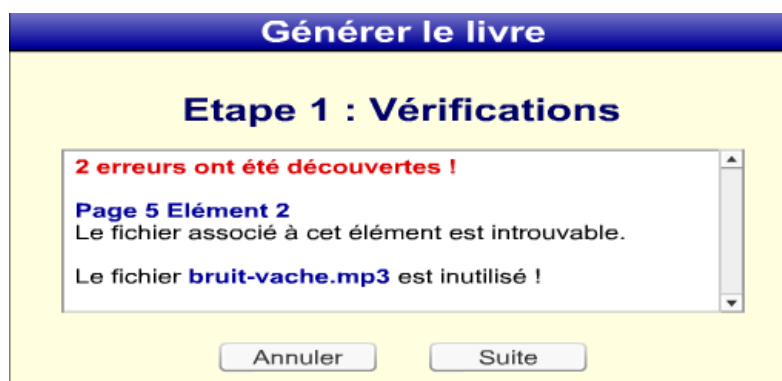 Générer le livre
Etape 1 : Vérifications
2 erreurs ont été découvertes !
Page 5 Elément 2
Le fichier associé à cet élément est introuvable.
Le fichier bruit-vache.mp3 est inutilisé !
Annuler
Suite